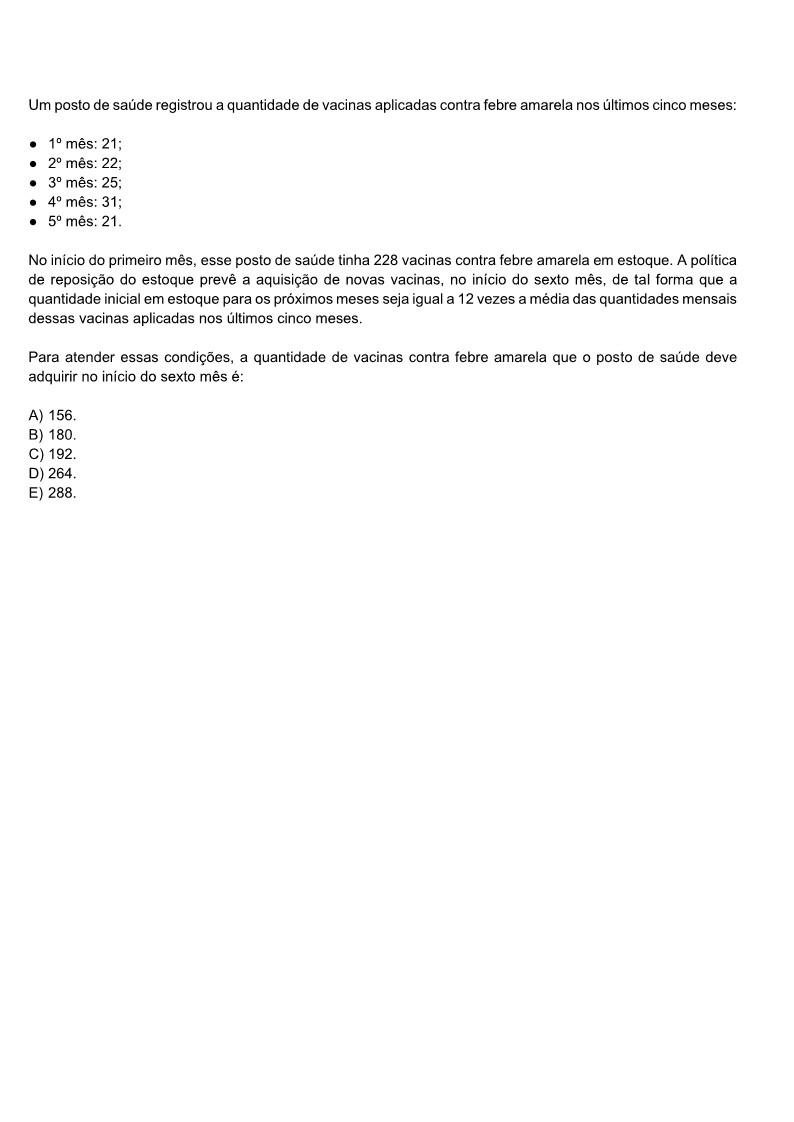 Um posto de saúde registrou a quantidade de vacinas aplicadas contra febre amarela nos últimos cinco meses:
● 1º mês: 21;
● 2º mês: 22;
● 3º mês: 25;
● 4º mês: 31;
● 5º mês: 21.
No início do primeiro mês, esse posto de saúde tinha 228 vacinas contra febre amarela em estoque. A política
de reposição do estoque prevê a aquisição de novas vacinas, no início do sexto mês, de tal forma que a
quantidade inicial em estoque para os próximos meses seja igual a 12 vezes a média das quantidades mensais
dessas vacinas aplicadas nos últimos cinco meses.
Para atender essas condições, a quantidade de vacinas contra febre amarela que o posto de saúde deve
adquirir no início do sexto mês é:
A) 156.
B) 180.
C) 192.
D) 264.
E) 288.